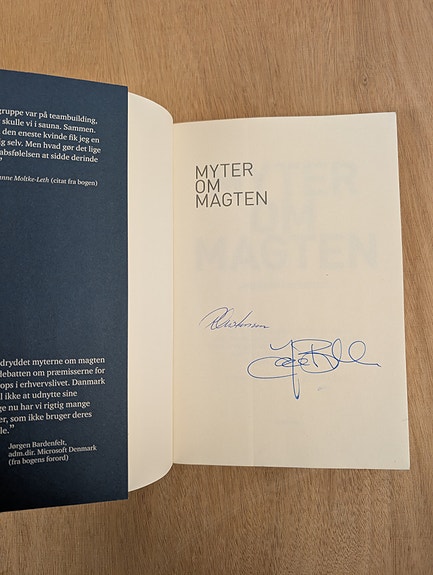 gruppe var på teambuilding,
skulle vi i sauna. Sammen.
den eneste kvinde fik jeg en
g selv. Men hvad gør det lige
absfølelsen at sidde derinde
”
nne Moltke-Leth (citat fra bogen)
dryddet myterne om magten
debatten om præmisserne for
ops i erhvervslivet. Danmark
l ikke at udnytte sine
ge nu har vi rigtig mange
er, som ikke bruger deres
le.”
Jørgen Bardenfelt,
adm.dir. Microsoft Denmark
(fra bogens forord)
MYTER
OM
MAGTEN